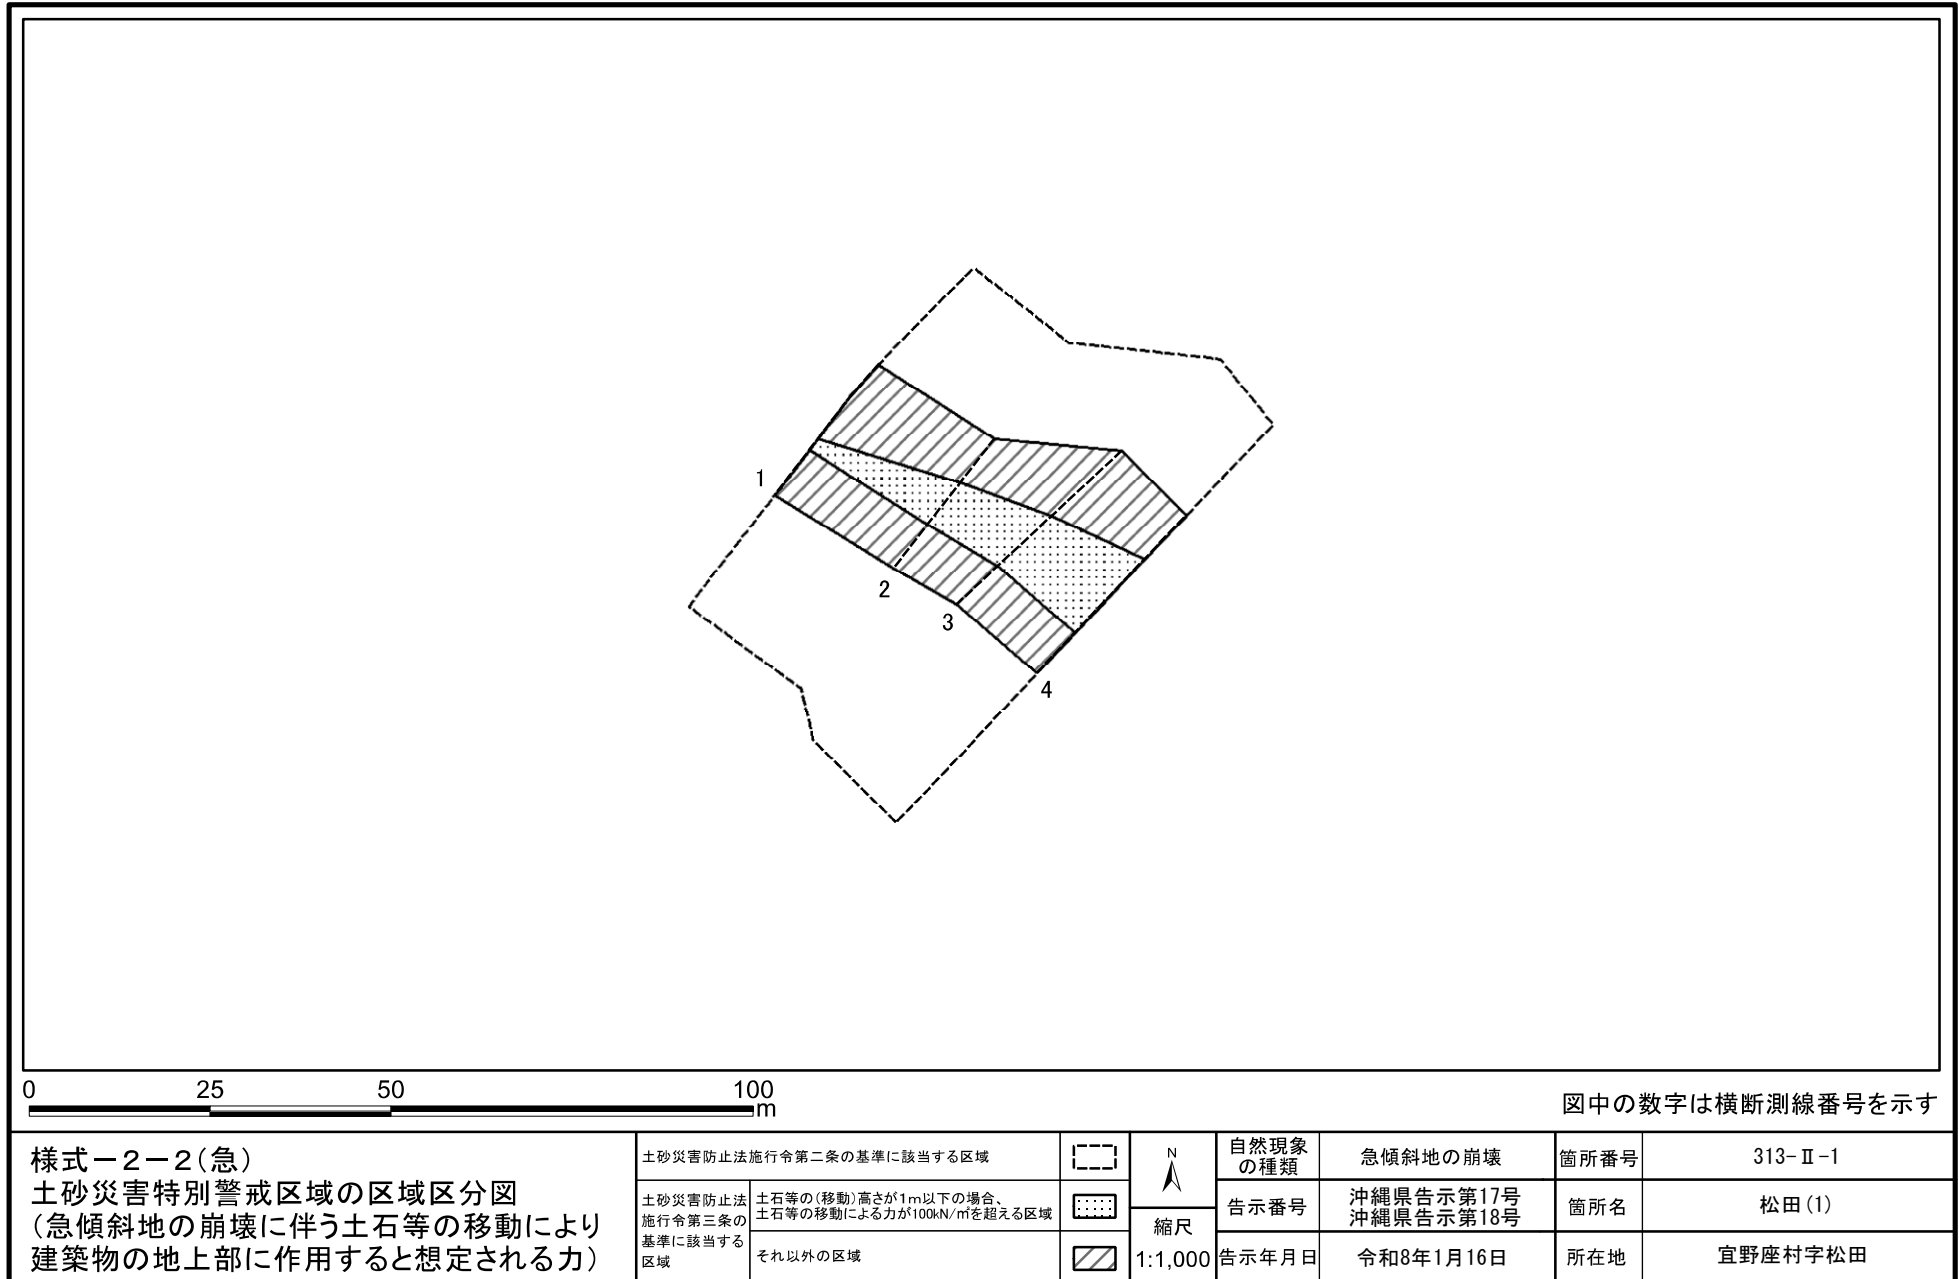 1
2
3
4
0 25 50 100
m
図中の数字は横断測線番号を示す
様式－２－２（急）
土砂災害特別警戒区域の区域区分図
（急傾斜地の崩壊に伴う土石等の移動により
建築物の地上部に作用すると想定される力）
土砂災害防止法施行令第二条の基準に該当する区域
土砂災害防止法
施行令第三条の
基準に該当する
区域
土石等の（移動）高さが1m以下の場合、
土石等の移動による力が100kN/㎡を超える区域
それ以外の区域
N
縮尺
1:1,000
自然現象
の種類
急傾斜地の崩壊
箇所番号
313-Ⅱ-1
告示番号
沖縄県告示第17号
沖縄県告示第18号
箇所名
松田(1)
告示年月日
令和8年1月16日
所在地
宜野座村字松田